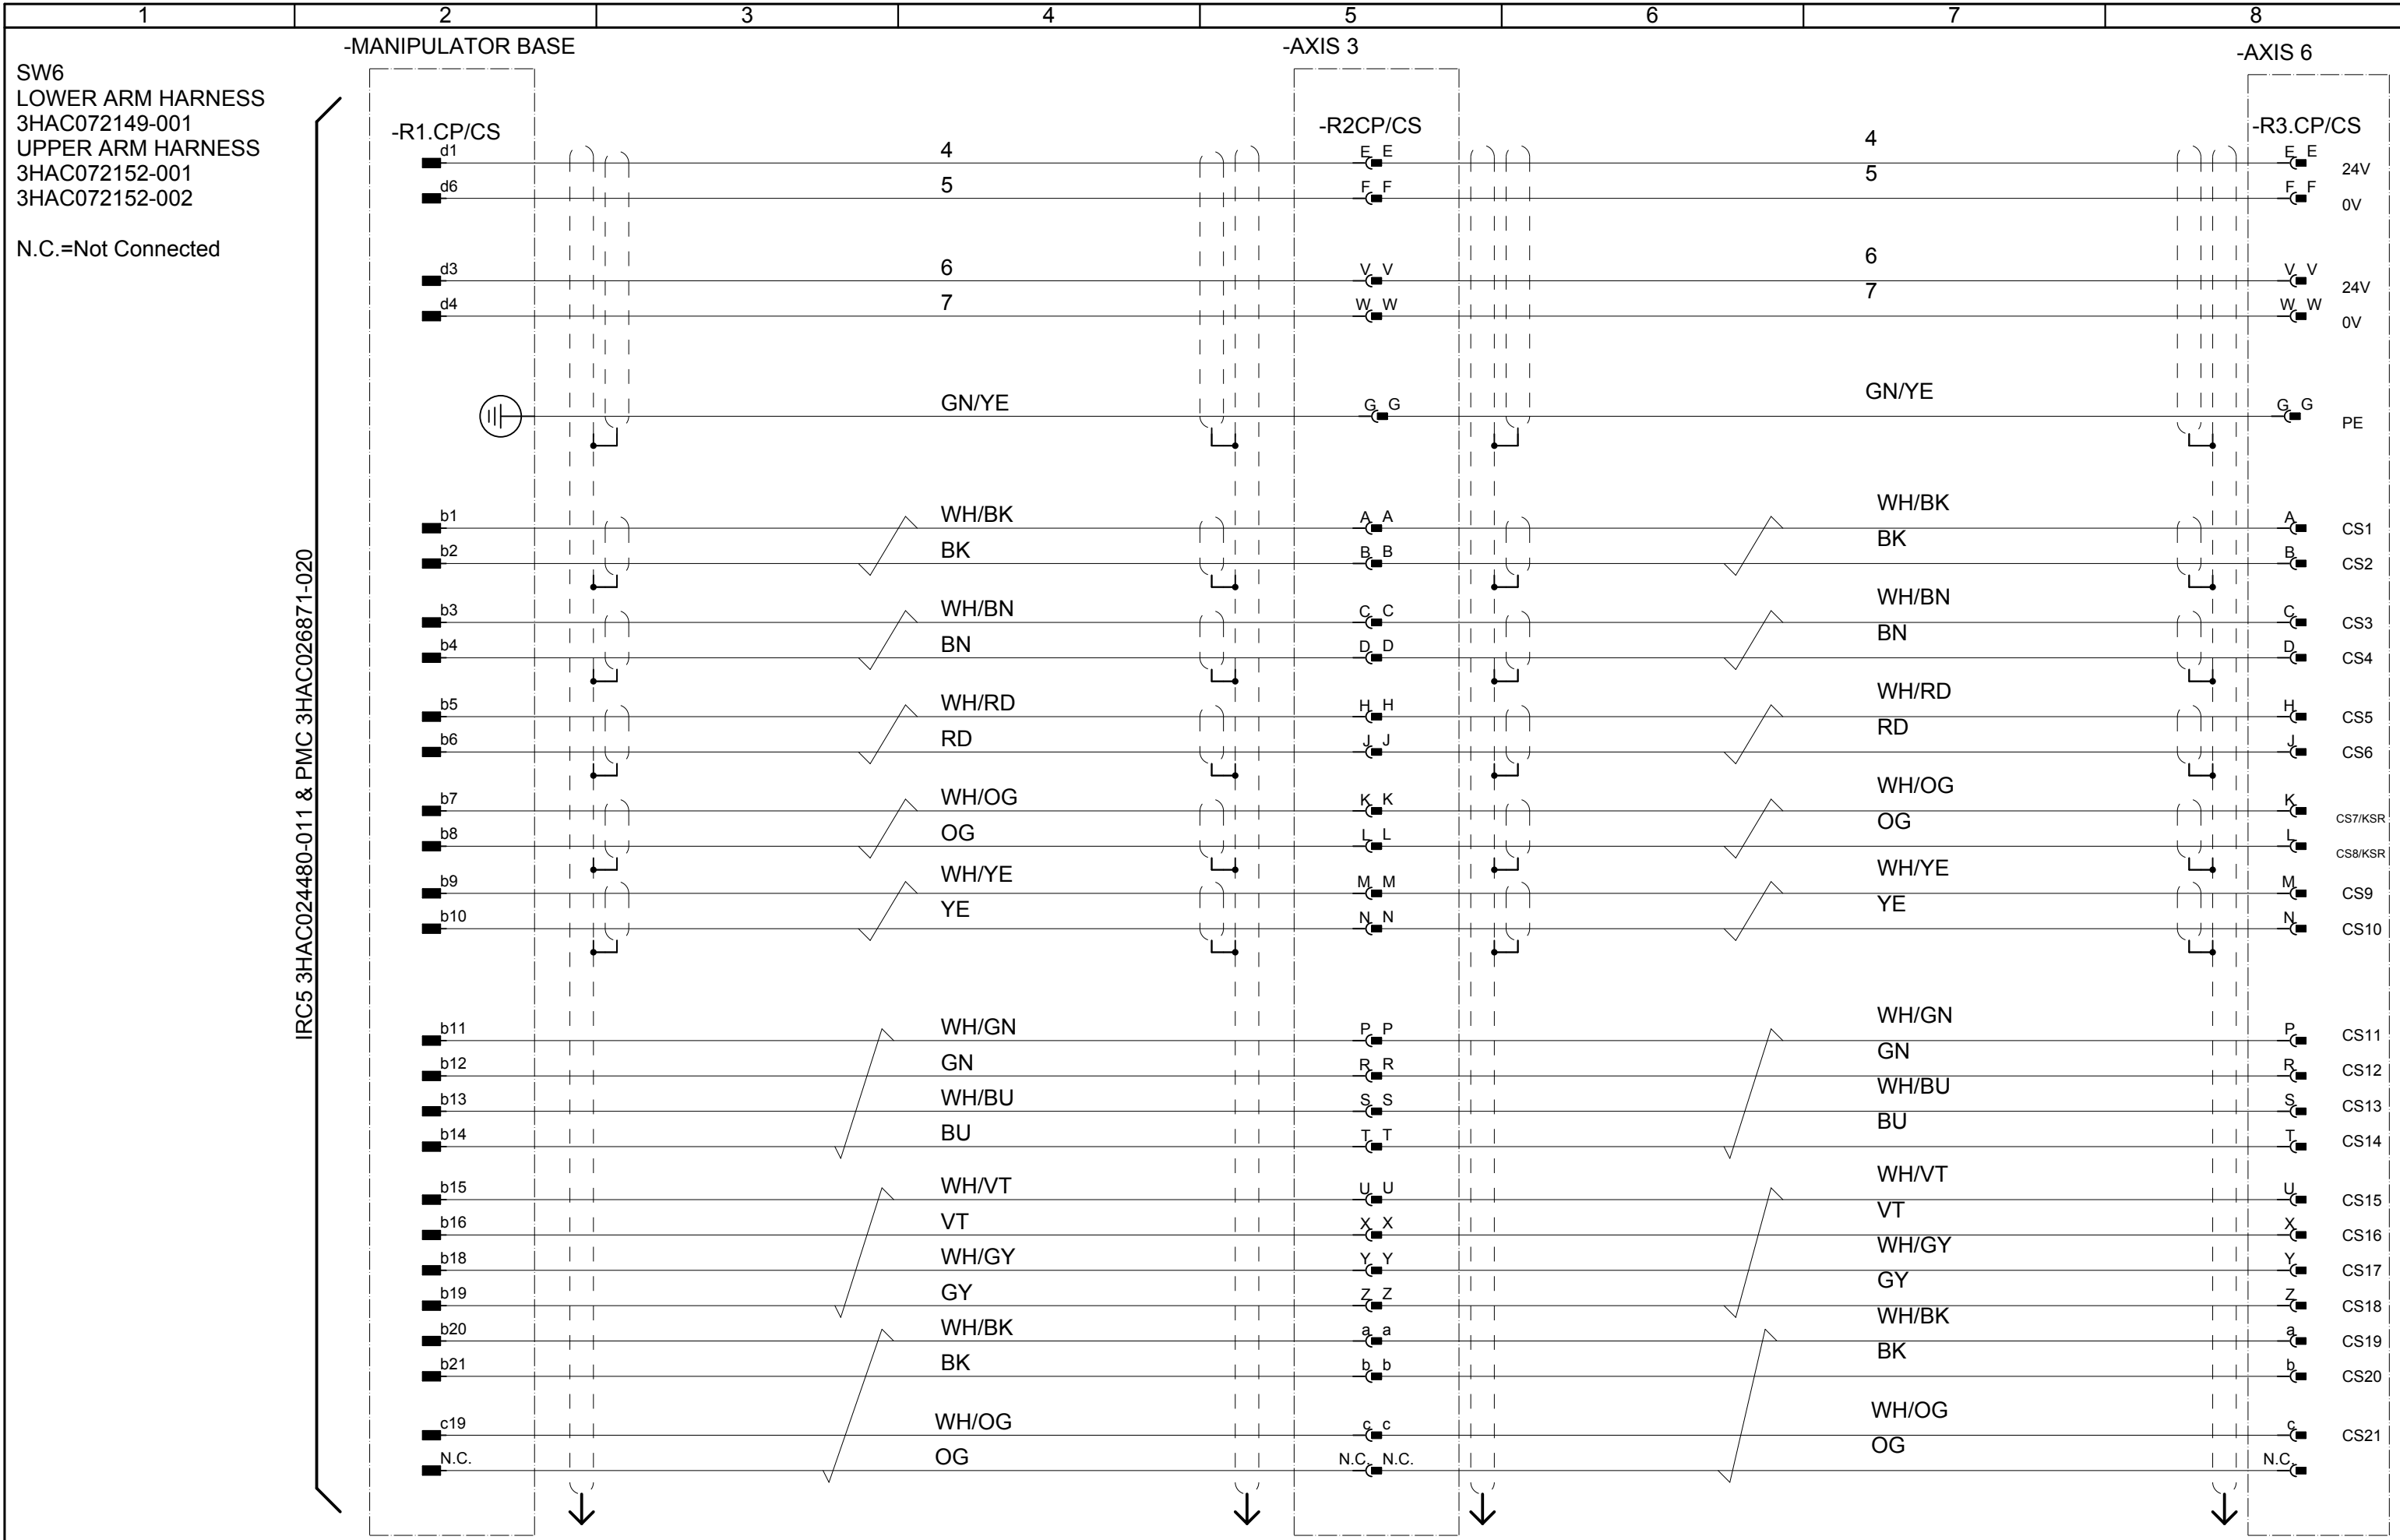 1 2 3 4 5 6 7 8
-MANIPULATOR BASE -AXIS 3 -AXIS 6
SW6
LOWER ARM HARNESS
3HAC072149-001
UPPER ARM HARNESS
3HAC072152-001
3HAC072152-002
N.C.=Not Connected
IRC5 3HAC024480-011 & PMC 3HAC026871-020
-R1.CP/CS -R2CP/CS -R3.CP/CS
d1 4 E E 4 E E 24V
d6 5 F F 5 F F 0V
d3 6 V V 6 V V 24V
d4 7 W W 7 W W 0V
GN/YE G G GN/YE G G PE
b1 WH/BK A A WH/BK A CS1
b2 BK B B BK B CS2
b3 WH/BN C C WH/BN C CS3
b4 BN D D BN D CS4
b5 WH/RD H H WH/RD H CS5
b6 RD J J RD J CS6
b7 WH/OG K K WH/OG K CS7/KSR
b8 OG L L OG L CS8/KSR
b9 WH/YE M M WH/YE M CS9
b10 YE N N YE N CS10
b11 WH/GN P P WH/GN P CS11
b12 GN R R GN R CS12
b13 WH/BU S S WH/BU S CS13
b14 BU T T BU T CS14
b15 WH/VT U U WH/VT U CS15
b16 VT X X VT X CS16
b18 WH/GY Y Y WH/GY Y CS17
b19 GY Z Z GY Z CS18
b20 WH/BK a a WH/BK a CS19
b21 BK b b BK b CS20
c19 WH/OG c c WH/OG c CS21
N.C. OG N.C. N.C. OG N.C.